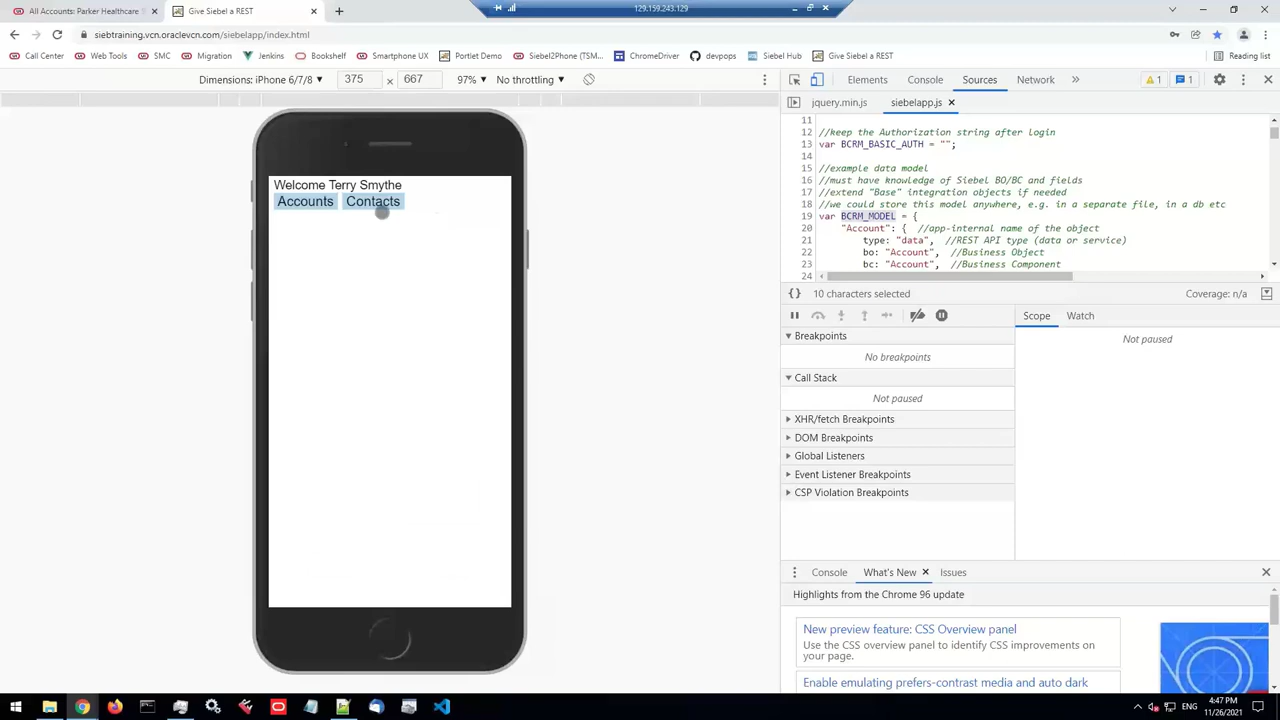 All Accounts: Parker Healthcare
Give Siebel a REST
129.159.243.129
siebtraining.vcn.oraclevcn.com/siebelapp/index.html
Call Center
Web Tools
SMC
Migration
Jenkins
Bookshelf
Smartphone UX
Portlet Demo
Siebel2Phone (TSM...
ChromeDriver
devpops
Siebel Hub
Give Siebel a REST
Reading list
Dimensions: iPhone 6/7/8 ▼ 375 x 667 97% ▼ No throttling ▼
Elements Console Sources Network » 1 1
jquery.min.js siebelapp.js
Welcome Terry Smythe
Accounts Contacts
11
12 //keep the Authorization string after login
13 var BCRM_BASIC_AUTH = "";
14
15 //example data model
16 //must have knowledge of Siebel BO/BC and fields
17 //extend "Base" integration objects if needed
18 //we could store this model anywhere, e.g. in a separate file, in a db etc
19 var BCRM_MODEL = {
20 "Account": { //app-internal name of the object
21 type: "data", //REST API type (data or service)
22 bo: "Account", //Business Object
23 bc: "Account", //Business Component
24
{} 10 characters selected Coverage: n/a
Scope Watch
Breakpoints
No breakpoints
Not paused
Call Stack
Not paused
XHR/fetch Breakpoints
DOM Breakpoints
Global Listeners
Event Listener Breakpoints
CSP Violation Breakpoints
Console What's New Issues
Highlights from the Chrome 96 update
New preview feature: CSS Overview panel
Use the CSS overview panel to identify CSS improvements on
your page.
Enable emulating prefers-contrast media and auto dark
ENG
4:47 PM
11/26/2021